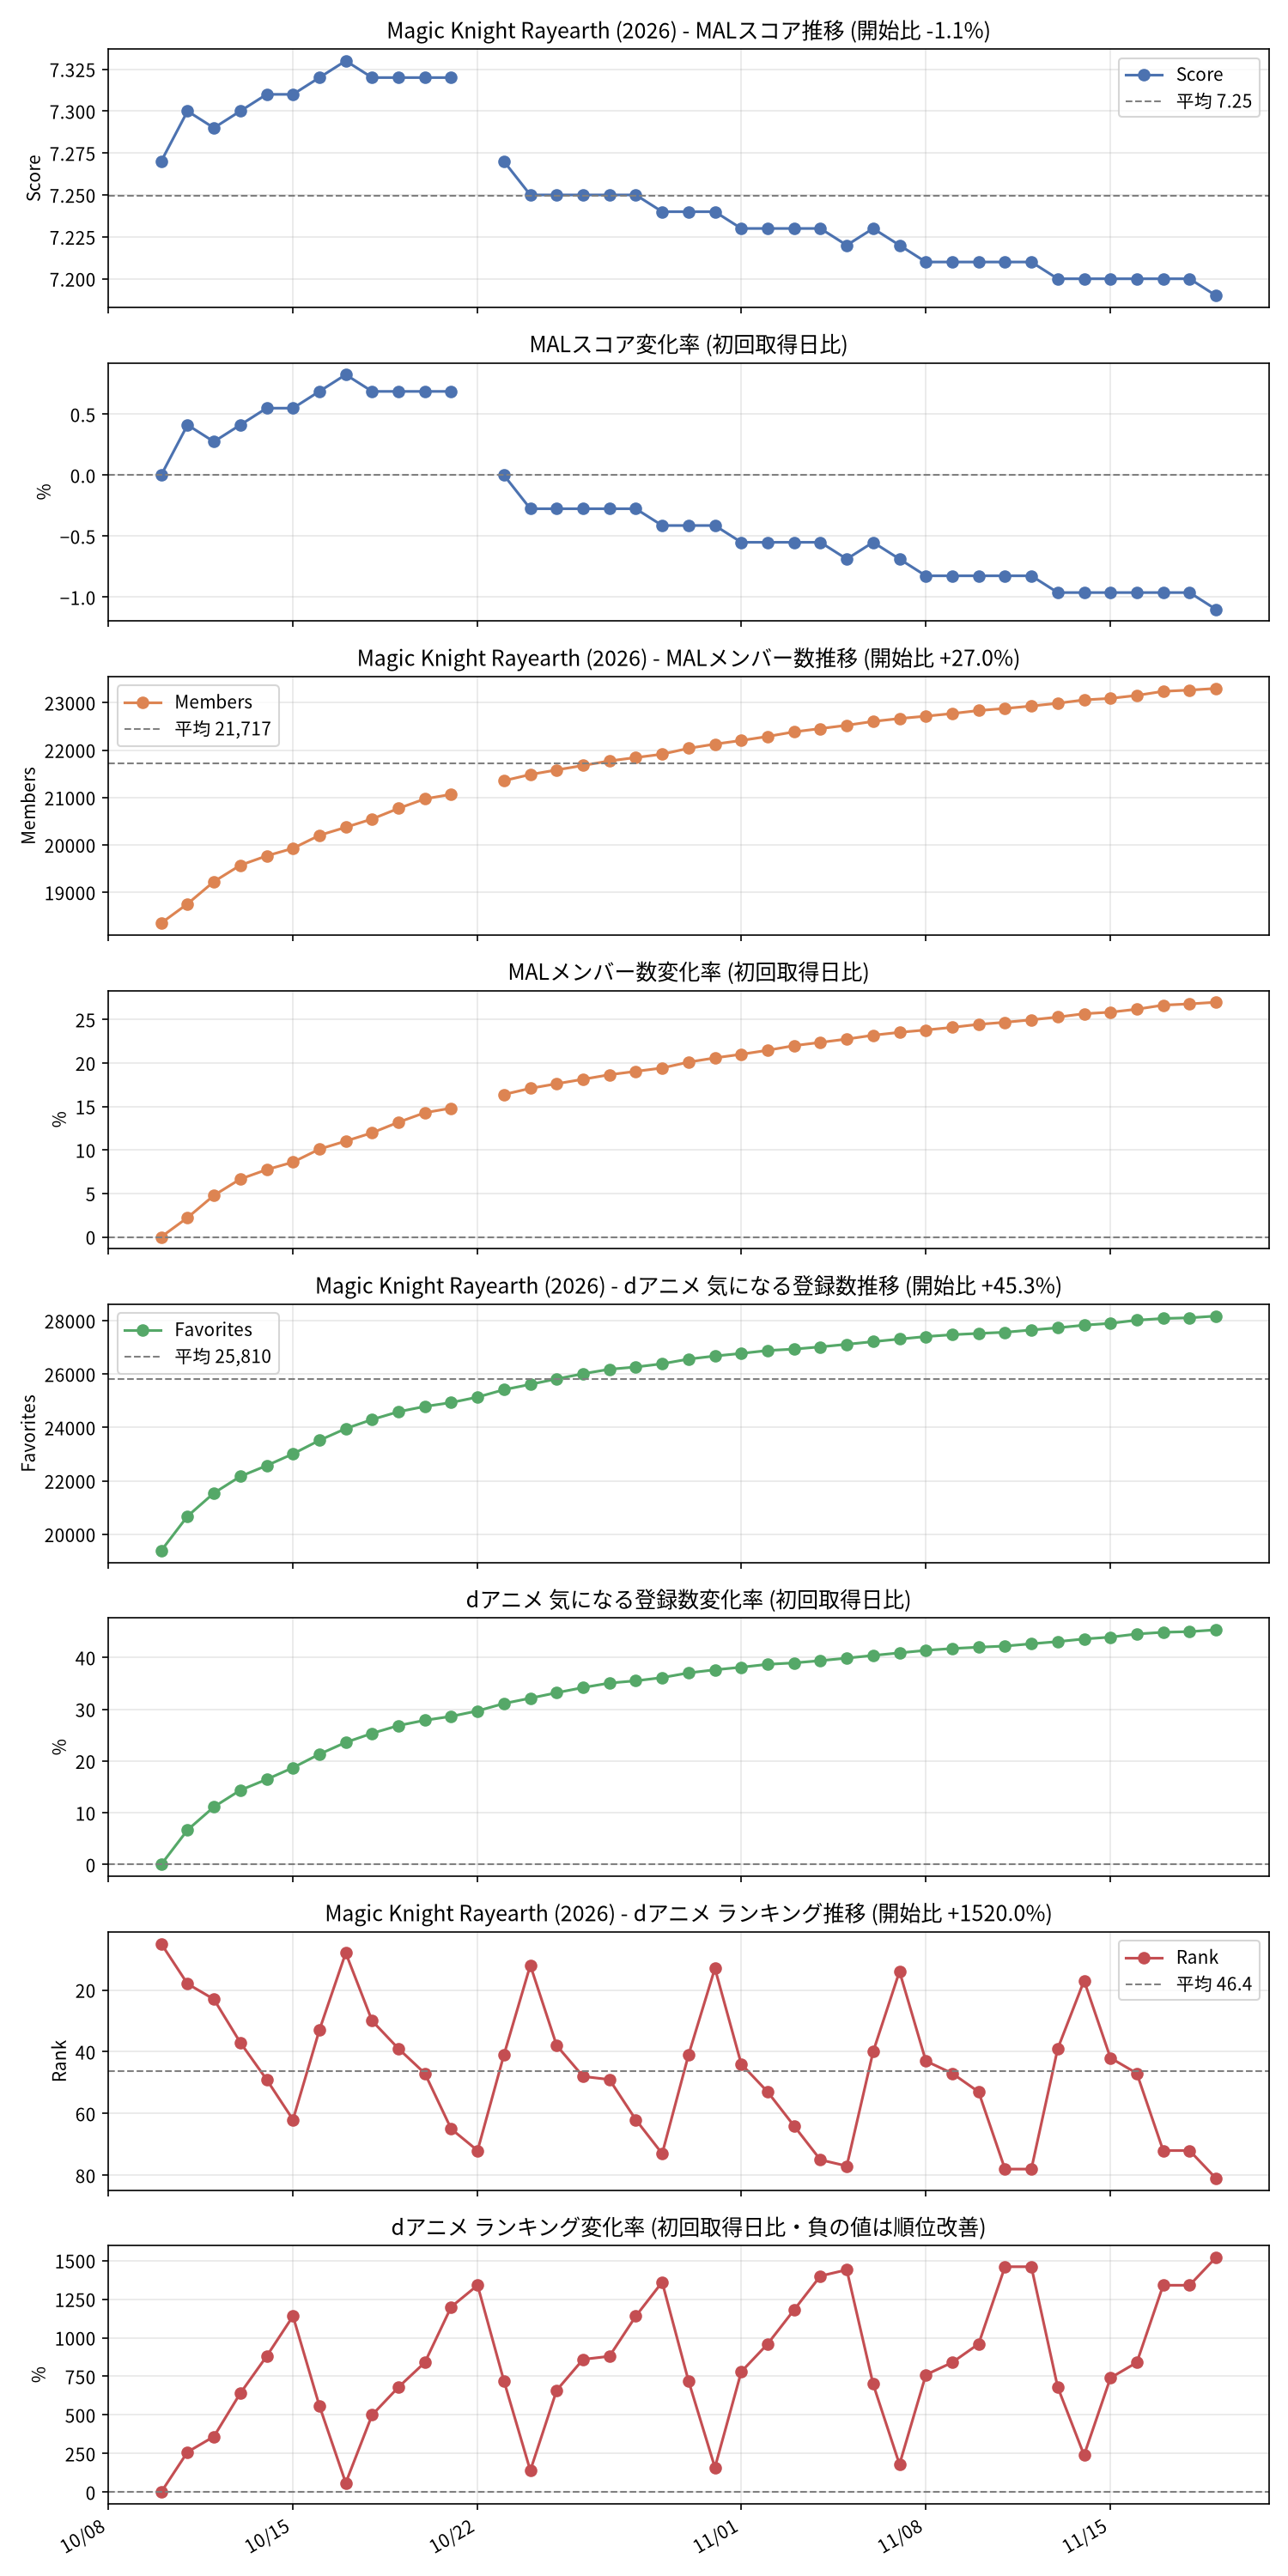 Magic Knight Rayearth (2026) - MALスコア推移 (開始比 -1.1%)
7.325
7.300
7.275
7.250
7.225
7.200
Score
Score
平均 7.25
MALスコア変化率 (初回取得日比)
0.5
0.0
−0.5
−1.0
%
Magic Knight Rayearth (2026) - MALメンバー数推移 (開始比 +27.0%)
23000
22000
21000
20000
19000
Members
Members
平均 21,717
MALメンバー数変化率 (初回取得日比)
25
20
15
10
5
0
%
Magic Knight Rayearth (2026) - dアニメ 気になる登録数推移 (開始比 +45.3%)
28000
26000
24000
22000
20000
Favorites
Favorites
平均 25,810
dアニメ 気になる登録数変化率 (初回取得日比)
40
30
20
10
0
%
Magic Knight Rayearth (2026) - dアニメ ランキング推移 (開始比 +1520.0%)
20
40
60
80
Rank
Rank
平均 46.4
dアニメ ランキング変化率 (初回取得日比・負の値は順位改善)
1500
1250
1000
750
500
250
0
%
10/08
10/15
10/22
11/01
11/08
11/15